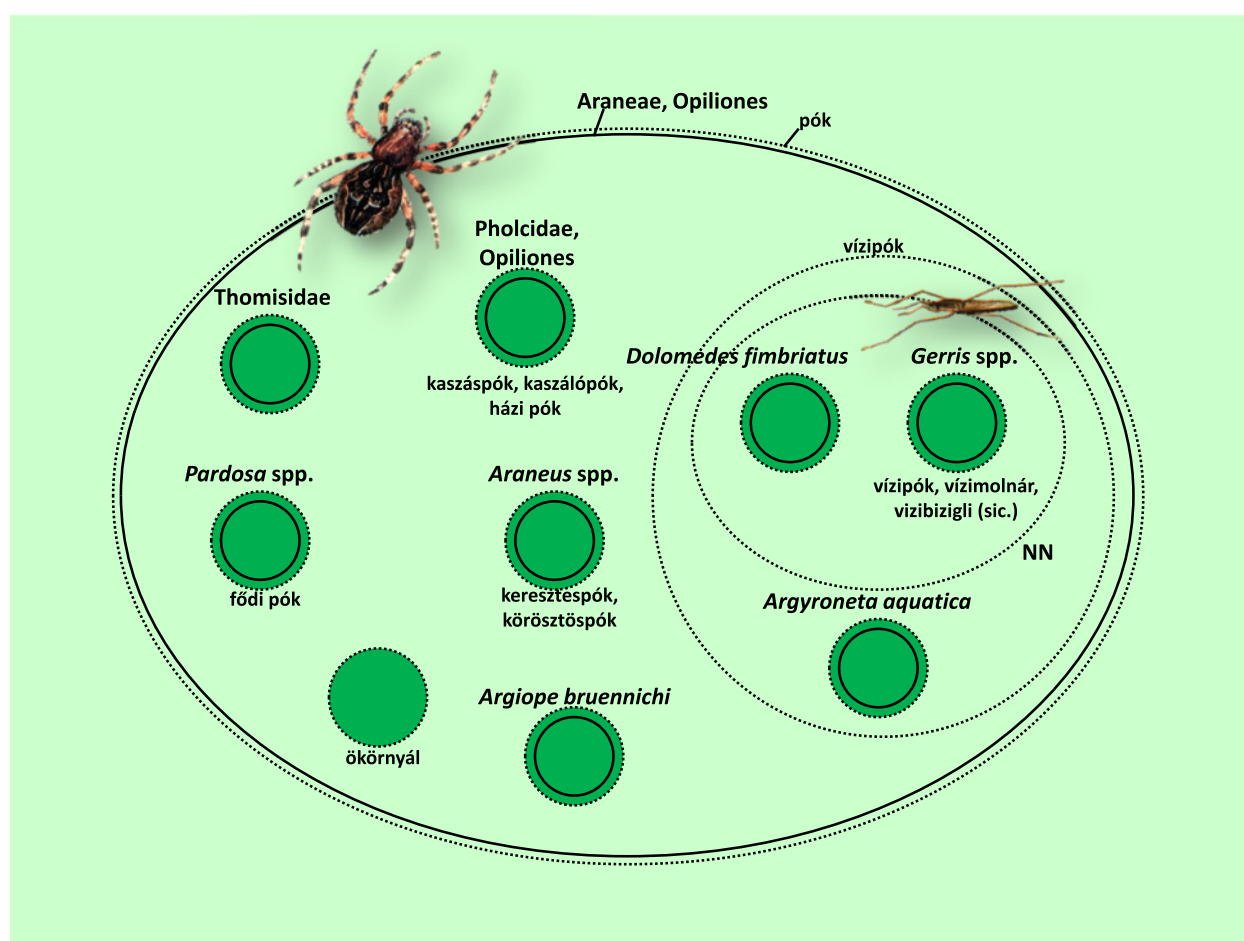 Araneae, Opiliones
pók
Pholcidae,
Opiliones
vízipók
Thomisidae
Dolomedes fimbriatus
Gerris spp.
kaszáspók, kaszálópók,
házi pók
Pardosa spp.
Araneus spp.
vízipók, vízimolnár,
vizibizigli (sic.)
NN
fődi pók
keresztespók,
körösztöspók
Argyroneta aquatica
Argiope bruennichi
ökörnyál